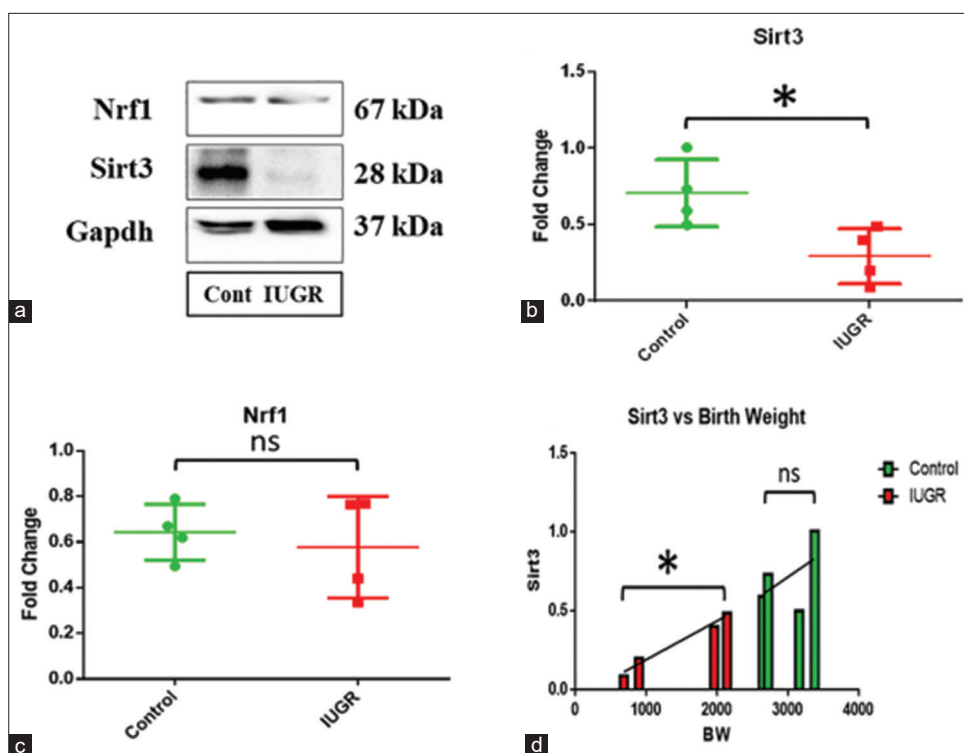 Nrf1
67 kDa
Sirt3
28 kDa
Gapdh
37 kDa
Cont IUGR
a
Sirt3
Fold Change
1.5
1.0
0.5
0.0
*
Control
IUGR
b
Nrf1
ns
Fold Change
1.0
0.8
0.6
0.4
0.2
0.0
Control
IUGR
c
Sirt3 vs Birth Weight
Sirt3
1.5
1.0
0.5
0.0
*
ns
Control
IUGR
0 1000 2000 3000 4000
BW
d